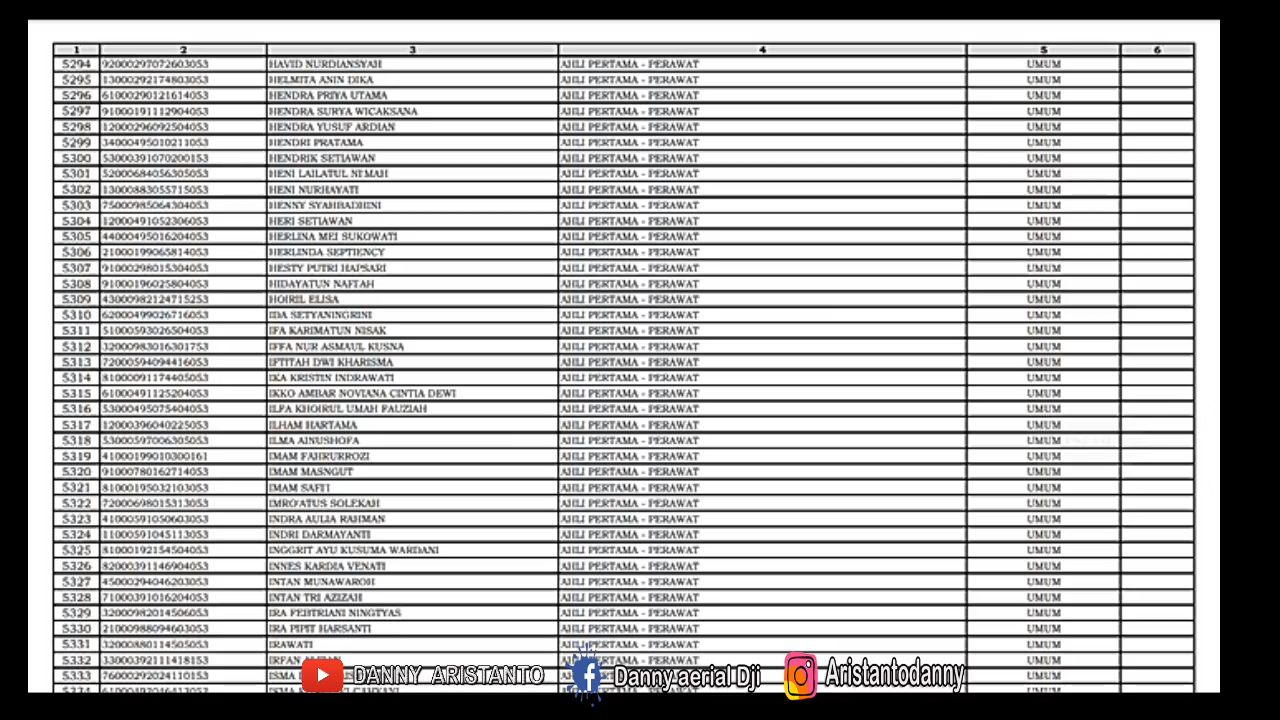 1 2 3 4 5 6
5294 92000297072603053 HAVID NURDIANSYAH AHLI PERTAMA - PERAWAT UMUM
5295 13000292174803053 HELMITA ANIN DIKA AHLI PERTAMA - PERAWAT UMUM
5296 61000290121614053 HENDRA PRIYA UTAMA AHLI PERTAMA - PERAWAT UMUM
5297 91000191112904053 HENDRA SURYA WICAKSANA AHLI PERTAMA - PERAWAT UMUM
5298 12000296092504053 HENDRA YUSUF ARDIAN AHLI PERTAMA - PERAWAT UMUM
5299 34000495010211053 HENDRI PRATAMA AHLI PERTAMA - PERAWAT UMUM
5300 53000391070200153 HENDRIK SETIAWAN AHLI PERTAMA - PERAWAT UMUM
5301 52000684056305053 HENI LAILATUL NI'MAH AHLI PERTAMA - PERAWAT UMUM
5302 13000883055715053 HENI NURHAYATI AHLI PERTAMA - PERAWAT UMUM
5303 75000985064304053 HENNY SYAHBADHINI AHLI PERTAMA - PERAWAT UMUM
5304 12000491052306053 HERI SETIAWAN AHLI PERTAMA - PERAWAT UMUM
5305 44000495016204053 HERLINA MEI SUKOWATI AHLI PERTAMA - PERAWAT UMUM
5306 21000199065814053 HERLINDA SEPTIENCY AHLI PERTAMA - PERAWAT UMUM
5307 91000298015304053 HESTY PUTRI HAPSARI AHLI PERTAMA - PERAWAT UMUM
5308 91000196025804053 HIDAYATUN NAFI'AH AHLI PERTAMA - PERAWAT UMUM
5309 43000982124715253 HOIRIL ELISA AHLI PERTAMA - PERAWAT UMUM
5310 62000499026716053 IDA SETYANINGRINI AHLI PERTAMA - PERAWAT UMUM
5311 51000593026504053 IFA KARIMATUN NISAK AHLI PERTAMA - PERAWAT UMUM
5312 32000983016301753 IFFA NUR ASMAUL KUSNA AHLI PERTAMA - PERAWAT UMUM
5313 72000594094416053 IFTITAH DWI KHARISMA AHLI PERTAMA - PERAWAT UMUM
5314 81000091174405053 IKA KRISTIN INDRAWATI AHLI PERTAMA - PERAWAT UMUM
5315 61000491125204053 IKKO AMBAR NOVIANA CINTIA DEWI AHLI PERTAMA - PERAWAT UMUM
5316 53000495075404053 ILFA KHOIRUL UMAH FAUZIAH AHLI PERTAMA - PERAWAT UMUM
5317 12000396040225053 ILHAM HARTAMA AHLI PERTAMA - PERAWAT UMUM
5318 53000597006305053 ILMA AINUSHOFA AHLI PERTAMA - PERAWAT UMUM
5319 41000199010300161 IMAM FAHRURROZI AHLI PERTAMA - PERAWAT UMUM
5320 91000780162714053 IMAM MASNGUT AHLI PERTAMA - PERAWAT UMUM
5321 81000195032103053 IMAM SAFI'I AHLI PERTAMA - PERAWAT UMUM
5322 72000698015313053 IMRO'ATUS SOLEKAH AHLI PERTAMA - PERAWAT UMUM
5323 41000591050603053 INDRA AULIA RAHMAN AHLI PERTAMA - PERAWAT UMUM
5324 11000591045113053 INDRI DARMAYANTI AHLI PERTAMA - PERAWAT UMUM
5325 81000192154504053 INGGRIT AYU KUSUMA WARDANI AHLI PERTAMA - PERAWAT UMUM
5326 82000391146904053 INNES KARDIA VENATI AHLI PERTAMA - PERAWAT UMUM
5327 45000294046203053 INTAN MUNAWAROH AHLI PERTAMA - PERAWAT UMUM
5328 71000391016204053 INTAN TRI AZIZAH AHLI PERTAMA - PERAWAT UMUM
5329 32000982014506053 IRA FEBTRIANI NINGTYAS AHLI PERTAMA - PERAWAT UMUM
5330 21000988094603053 IRA PIPIT HARSANTI AHLI PERTAMA - PERAWAT UMUM
5331 32000880114505053 IRAWATI AHLI PERTAMA - PERAWAT UMUM
5332 33000392111418153 IRFAN AHLI PERTAMA - PERAWAT UMUM
5333 76000292024110153 ISMA UMUM
DANNY ARISTANTO Danny aerial Dji Aristantodanny